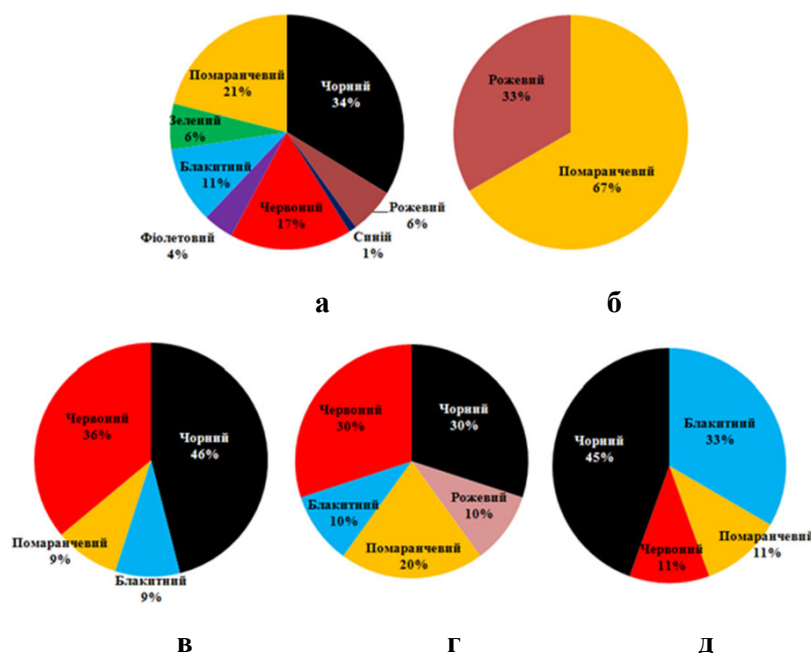 Помаранчевий
21%
Чорний
34%
Зелений
6%
Блакитний
11%
Рожевий
6%
Червоний
17%
Синій
1%
Фіолетовий
4%
а
Рожевий
33%
Помаранчевий
67%
б
Червоний
36%
Чорний
46%
Помаранчевий
9%
Блакитний
9%
в
Червоний
30%
Чорний
30%
Блакитний
10%
Рожевий
10%
Помаранчевий
20%
г
Чорний
45%
Блакитний
33%
Червоний
11%
Помаранчевий
11%
д